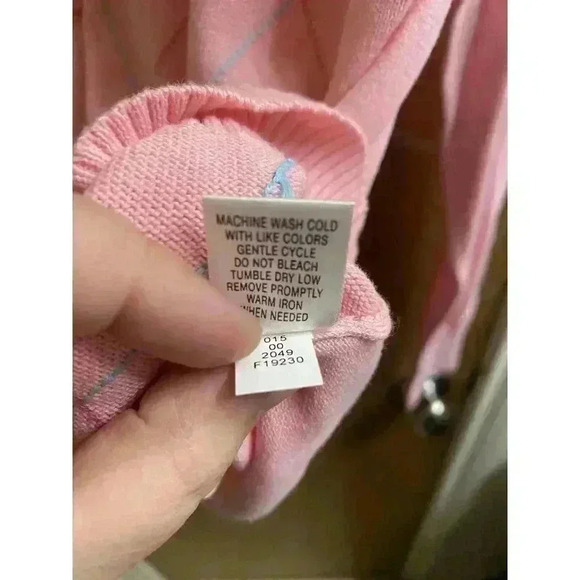 MACHINE WASH COLD
WITH LIKE COLORS
GENTLE CYCLE
DO NOT BLEACH
TUMBLE DRY LOW
REMOVE PROMPTLY
WARM IRON
WHEN NEEDED
015
00
2049
F19230